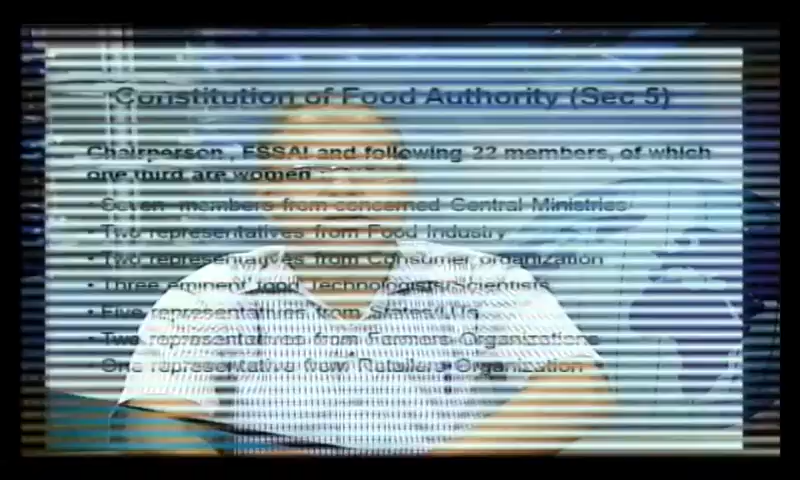 Constitution of Food Authority (Sec 5)
Chairperson, FSSAI and following 22 members, of which
one third are women :
• Seven members from concerned Central Ministries
• Two representatives from Food Industry
• Two representatives from Consumer organization
• Three eminent food Technologists/Scientists
• Five representatives from States/UTs
• Two representatives from Farmers Organizations
• One representative from Retailers Organization